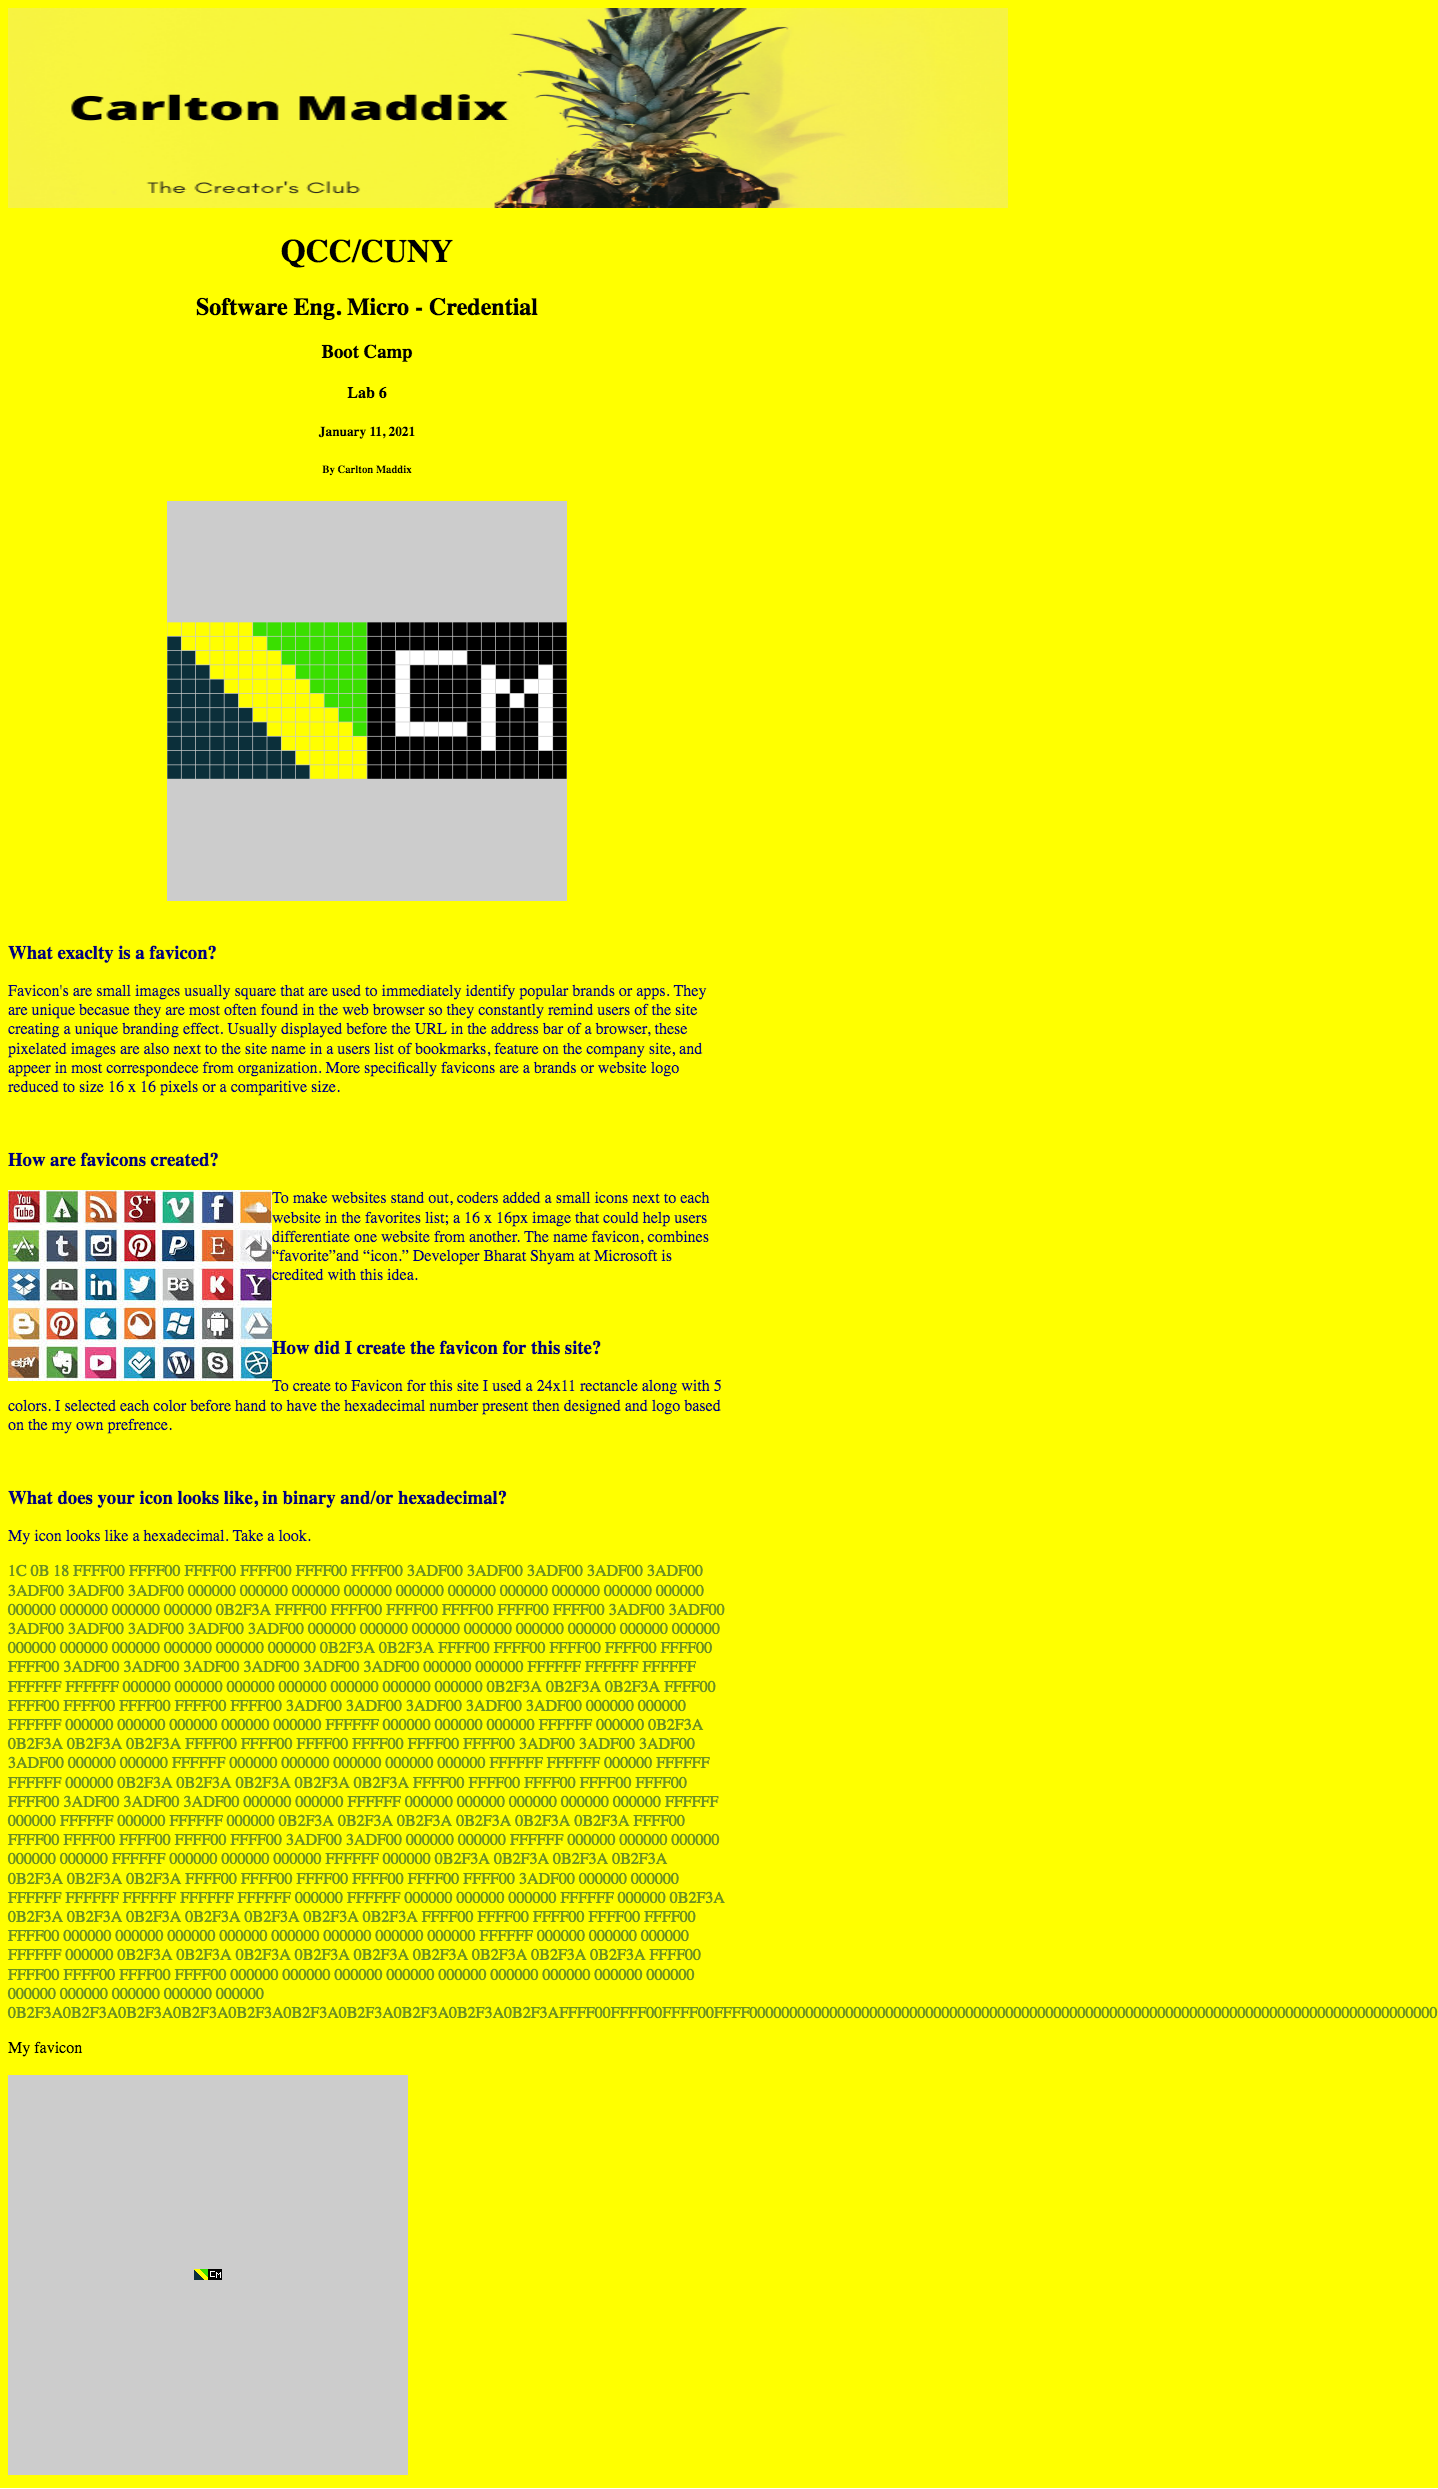 Carlton Maddix
The Creator's Club
QCC/CUNY
Software Eng. Micro - Credential
Boot Camp
Lab 6
January 11, 2021
By Carlton Maddix
CM
What exaclty is a favicon?
Favicon's are small images usually square that are used to immediately identify popular brands or apps. They
are unique becasue they are most often found in the web browser so they constantly remind users of the site
creating a unique branding effect. Usually displayed before the URL in the address bar of a browser, these
pixelated images are also next to the site name in a users list of bookmarks, feature on the company site, and
appeer in most correspondece from organization. More specifically favicons are a brands or website logo
reduced to size 16 x 16 pixels or a comparitive size.
How are favicons created?
You Tube
ebay
To make websites stand out, coders added a small icons next to each
website in the favorites list; a 16 x 16px image that could help users
differentiate one website from another. The name favicon, combines
“favorite”and “icon.” Developer Bharat Shyam at Microsoft is
credited with this idea.
How did I create the favicon for this site?
To create to Favicon for this site I used a 24x11 rectancle along with 5
colors. I selected each color before hand to have the hexadecimal number present then designed and logo based
on the my own prefrence.
What does your icon looks like, in binary and/or hexadecimal?
My icon looks like a hexadecimal. Take a look.
1C 0B 18 FFFF00 FFFF00 FFFF00 FFFF00 FFFF00 FFFF00 3ADF00 3ADF00 3ADF00 3ADF00 3ADF00
3ADF00 3ADF00 3ADF00 000000 000000 000000 000000 000000 000000 000000 000000 000000 000000
000000 000000 000000 000000 0B2F3A FFFF00 FFFF00 FFFF00 FFFF00 FFFF00 FFFF00 3ADF00 3ADF00
3ADF00 3ADF00 3ADF00 3ADF00 3ADF00 000000 000000 000000 000000 000000 000000 000000 000000
000000 000000 000000 000000 000000 000000 0B2F3A 0B2F3A FFFF00 FFFF00 FFFF00 FFFF00 FFFF00
FFFF00 3ADF00 3ADF00 3ADF00 3ADF00 3ADF00 3ADF00 000000 000000 FFFFFF FFFFFF FFFFFF
FFFFFF FFFFFF 000000 000000 000000 000000 000000 000000 000000 0B2F3A 0B2F3A 0B2F3A FFFF00
FFFF00 FFFF00 FFFF00 FFFF00 FFFF00 3ADF00 3ADF00 3ADF00 3ADF00 3ADF00 000000 000000
FFFFFF 000000 000000 000000 000000 000000 FFFFFF 000000 000000 000000 FFFFFF 000000 0B2F3A
0B2F3A 0B2F3A 0B2F3A FFFF00 FFFF00 FFFF00 FFFF00 FFFF00 FFFF00 3ADF00 3ADF00 3ADF00
3ADF00 000000 000000 FFFFFF 000000 000000 000000 000000 000000 FFFFFF FFFFFF 000000 FFFFFF
FFFFFF 000000 0B2F3A 0B2F3A 0B2F3A 0B2F3A 0B2F3A FFFF00 FFFF00 FFFF00 FFFF00 FFFF00
FFFF00 3ADF00 3ADF00 3ADF00 000000 000000 FFFFFF 000000 000000 000000 000000 000000 FFFFFF
000000 FFFFFF 000000 FFFFFF 000000 0B2F3A 0B2F3A 0B2F3A 0B2F3A 0B2F3A 0B2F3A FFFF00
FFFF00 FFFF00 FFFF00 FFFF00 FFFF00 3ADF00 3ADF00 000000 000000 FFFFFF 000000 000000 000000
000000 000000 FFFFFF 000000 000000 000000 FFFFFF 000000 0B2F3A 0B2F3A 0B2F3A 0B2F3A
0B2F3A 0B2F3A 0B2F3A FFFF00 FFFF00 FFFF00 FFFF00 FFFF00 FFFF00 3ADF00 000000 000000
FFFFFF FFFFFF FFFFFF FFFFFF FFFFFF 000000 FFFFFF 000000 000000 000000 FFFFFF 000000 0B2F3A
0B2F3A 0B2F3A 0B2F3A 0B2F3A 0B2F3A 0B2F3A 0B2F3A FFFF00 FFFF00 FFFF00 FFFF00 FFFF00
FFFF00 000000 000000 000000 000000 000000 000000 000000 000000 FFFFFF 000000 000000 000000
FFFFFF 000000 0B2F3A 0B2F3A 0B2F3A 0B2F3A 0B2F3A 0B2F3A 0B2F3A 0B2F3A 0B2F3A FFFF00
FFFF00 FFFF00 FFFF00 FFFF00 000000 000000 000000 000000 000000 000000 000000 000000 000000
000000 000000 000000 000000 000000
My favicon
CM